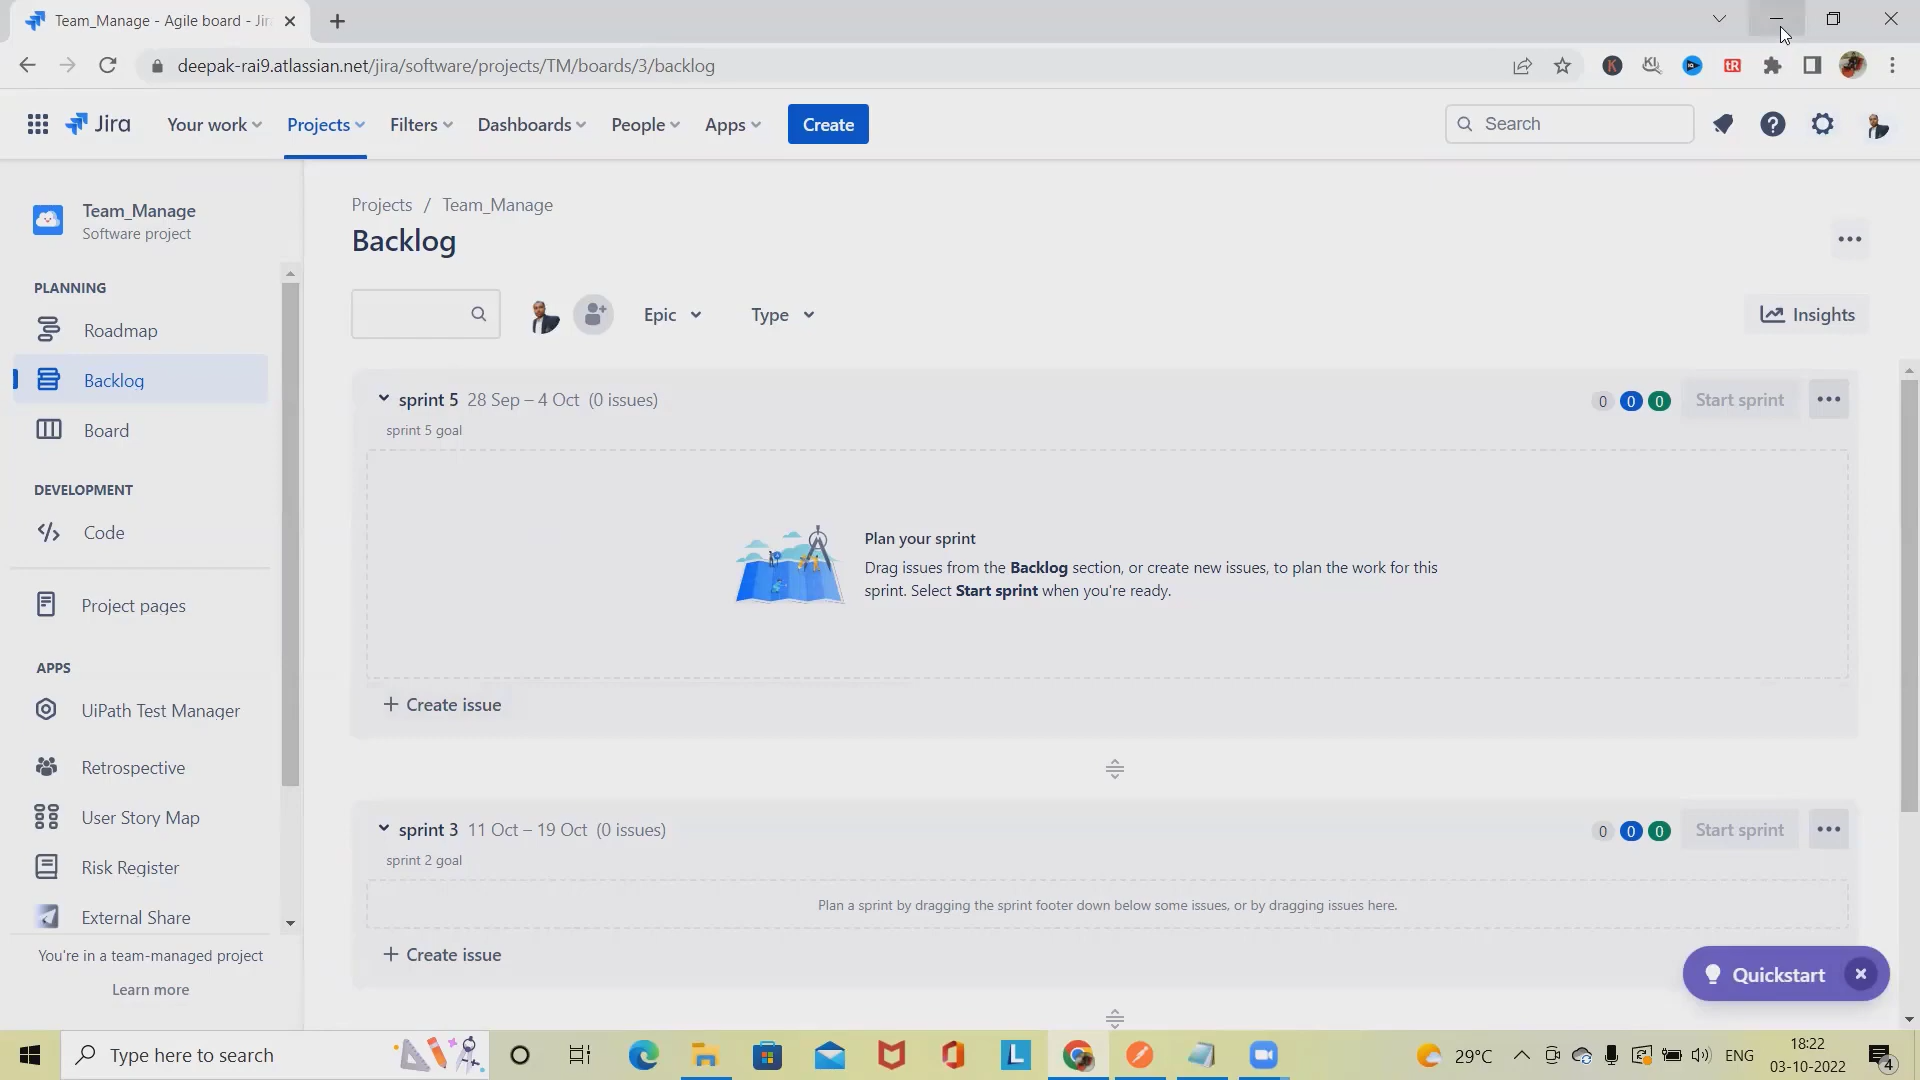 Team_Manage - Agile board - Jir
deepak-rai9.atlassian.net/jira/software/projects/TM/boards/3/backlog
K KL tR
Jira Your work Projects Filters Dashboards People Apps Create Search
Team_Manage
Software project
PLANNING
Roadmap
Backlog
Board
DEVELOPMENT
Code
Project pages
APPS
UiPath Test Manager
Retrospective
User Story Map
Risk Register
External Share
You're in a team-managed project
Learn more
Projects / Team_Manage
Backlog
Epic Type Insights
sprint 5 28 Sep – 4 Oct (0 issues) 0 0 0 Start sprint
sprint 5 goal
Plan your sprint
Drag issues from the Backlog section, or create new issues, to plan the work for this
sprint. Select Start sprint when you're ready.
+ Create issue
sprint 3 11 Oct – 19 Oct (0 issues) 0 0 0 Start sprint
sprint 2 goal
Plan a sprint by dragging the sprint footer down below some issues, or by dragging issues here.
+ Create issue
Quickstart
Type here to search
L
29°C ENG
18:22
03-10-2022
4